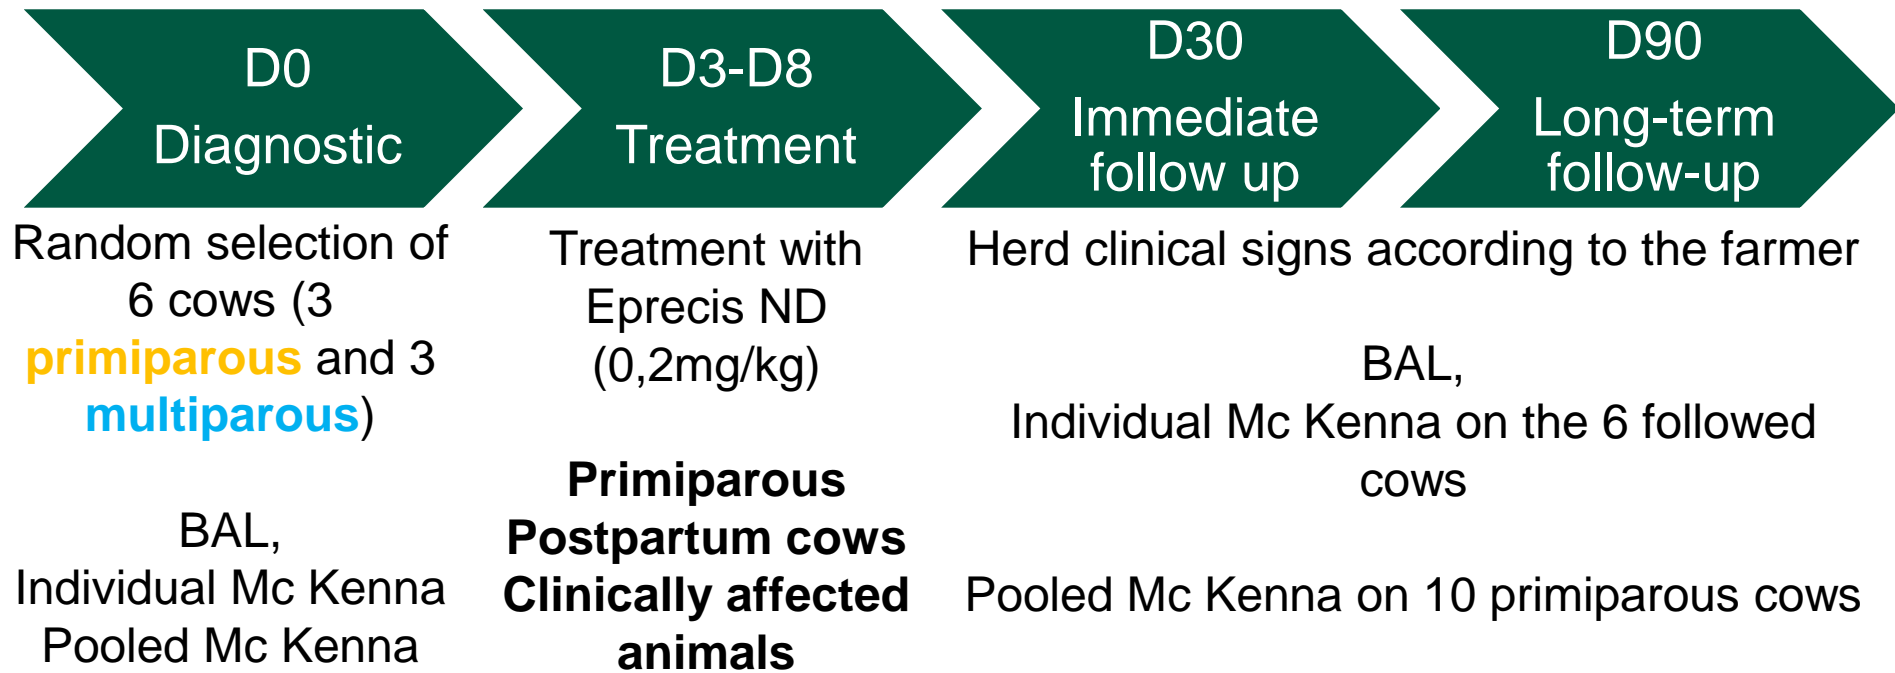 D0
Diagnostic
D3-D8
Treatment
D30
Immediate
follow up
D90
Long-term
follow-up
Random selection of
6 cows (3
primiparous and 3
multiparous)
BAL,
Individual Mc Kenna
Pooled Mc Kenna
Treatment with
Eprecis ND
(0,2mg/kg)
Primiparous
Postpartum cows
Clinically affected
animals
Herd clinical signs according to the farmer
BAL,
Individual Mc Kenna on the 6 followed
cows
Pooled Mc Kenna on 10 primiparous cows